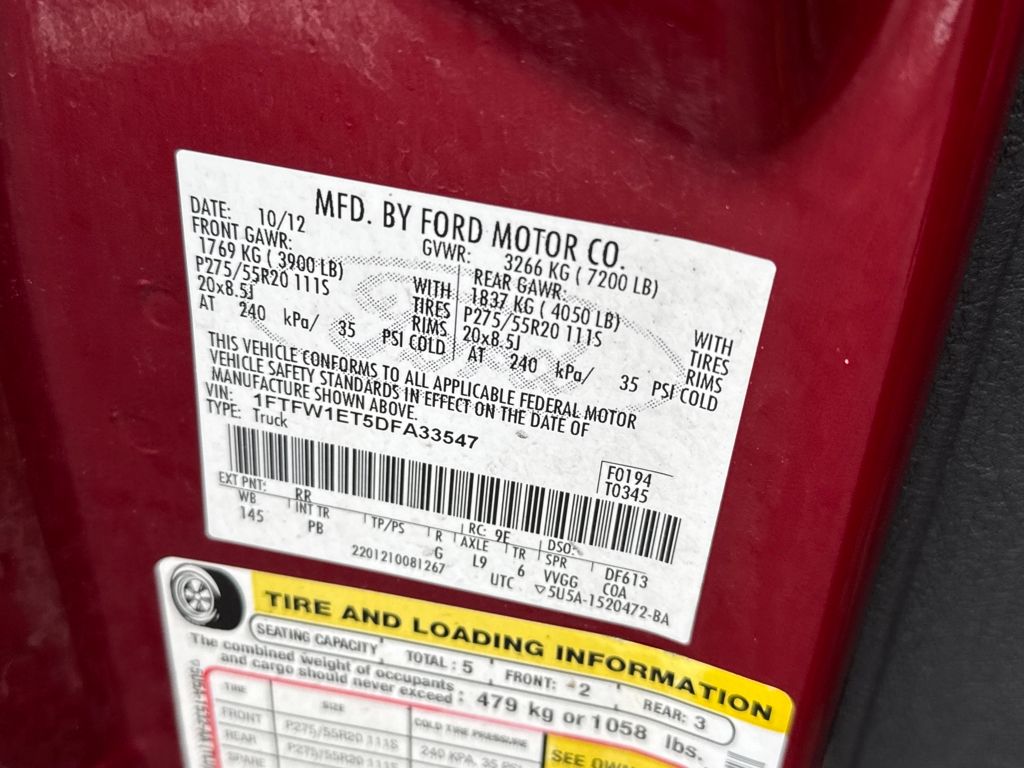 MFD. BY FORD MOTOR CO.
DATE: 10/12 GVWR: 3266 KG ( 7200 LB)
FRONT GAWR: REAR GAWR:
1769 KG ( 3900 LB) WITH 1837 KG ( 4050 LB) WITH
P275/55R20 111S TIRES P275/55R20 111S TIRES
20x8.5J RIMS 20x8.5J RIMS
AT 240 kPa/ 35 PSI COLD AT 240 kPa/ 35 PSI COLD
THIS VEHICLE CONFORMS TO ALL APPLICABLE FEDERAL MOTOR
VEHICLE SAFETY STANDARDS IN EFFECT ON THE DATE OF
MANUFACTURE SHOWN ABOVE.
VIN: 1FTFW1ET5DFA33547
TYPE: Truck
F0194
T0345
EXT PNT: RR RC: 9F DSO:
WB INT TR TP/PS R AXLE TR SPR DF613
145 PB G L9 6 VVGG COA
2201210081267 UTC ▽5U5A-1520472-BA
TIRE AND LOADING INFORMATION
SEATING CAPACITY TOTAL : 5 FRONT: 2 REAR: 3
The combined weight of occupants
and cargo should never exceed : 479 kg or 1058 lbs.
TIRE SIZE COLD TIRE PRESSURE
FRONT P275/55R20 111S 240 KPA, 35 PSI
REAR P275/55R20 111S
SPARE
SEE OWN